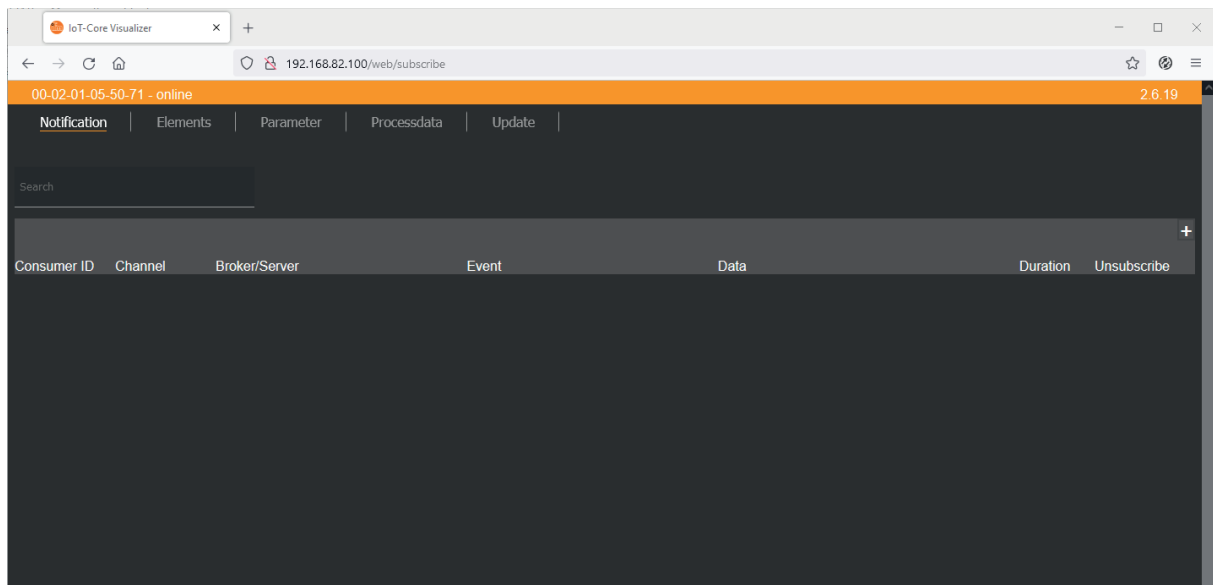 IoT-Core Visualizer
192.168.82.100/web/subscribe
00-02-01-05-50-71 - online 2.6.19
Notification Elements Parameter Processdata Update
Search
+
Consumer ID Channel Broker/Server Event Data Duration Unsubscribe